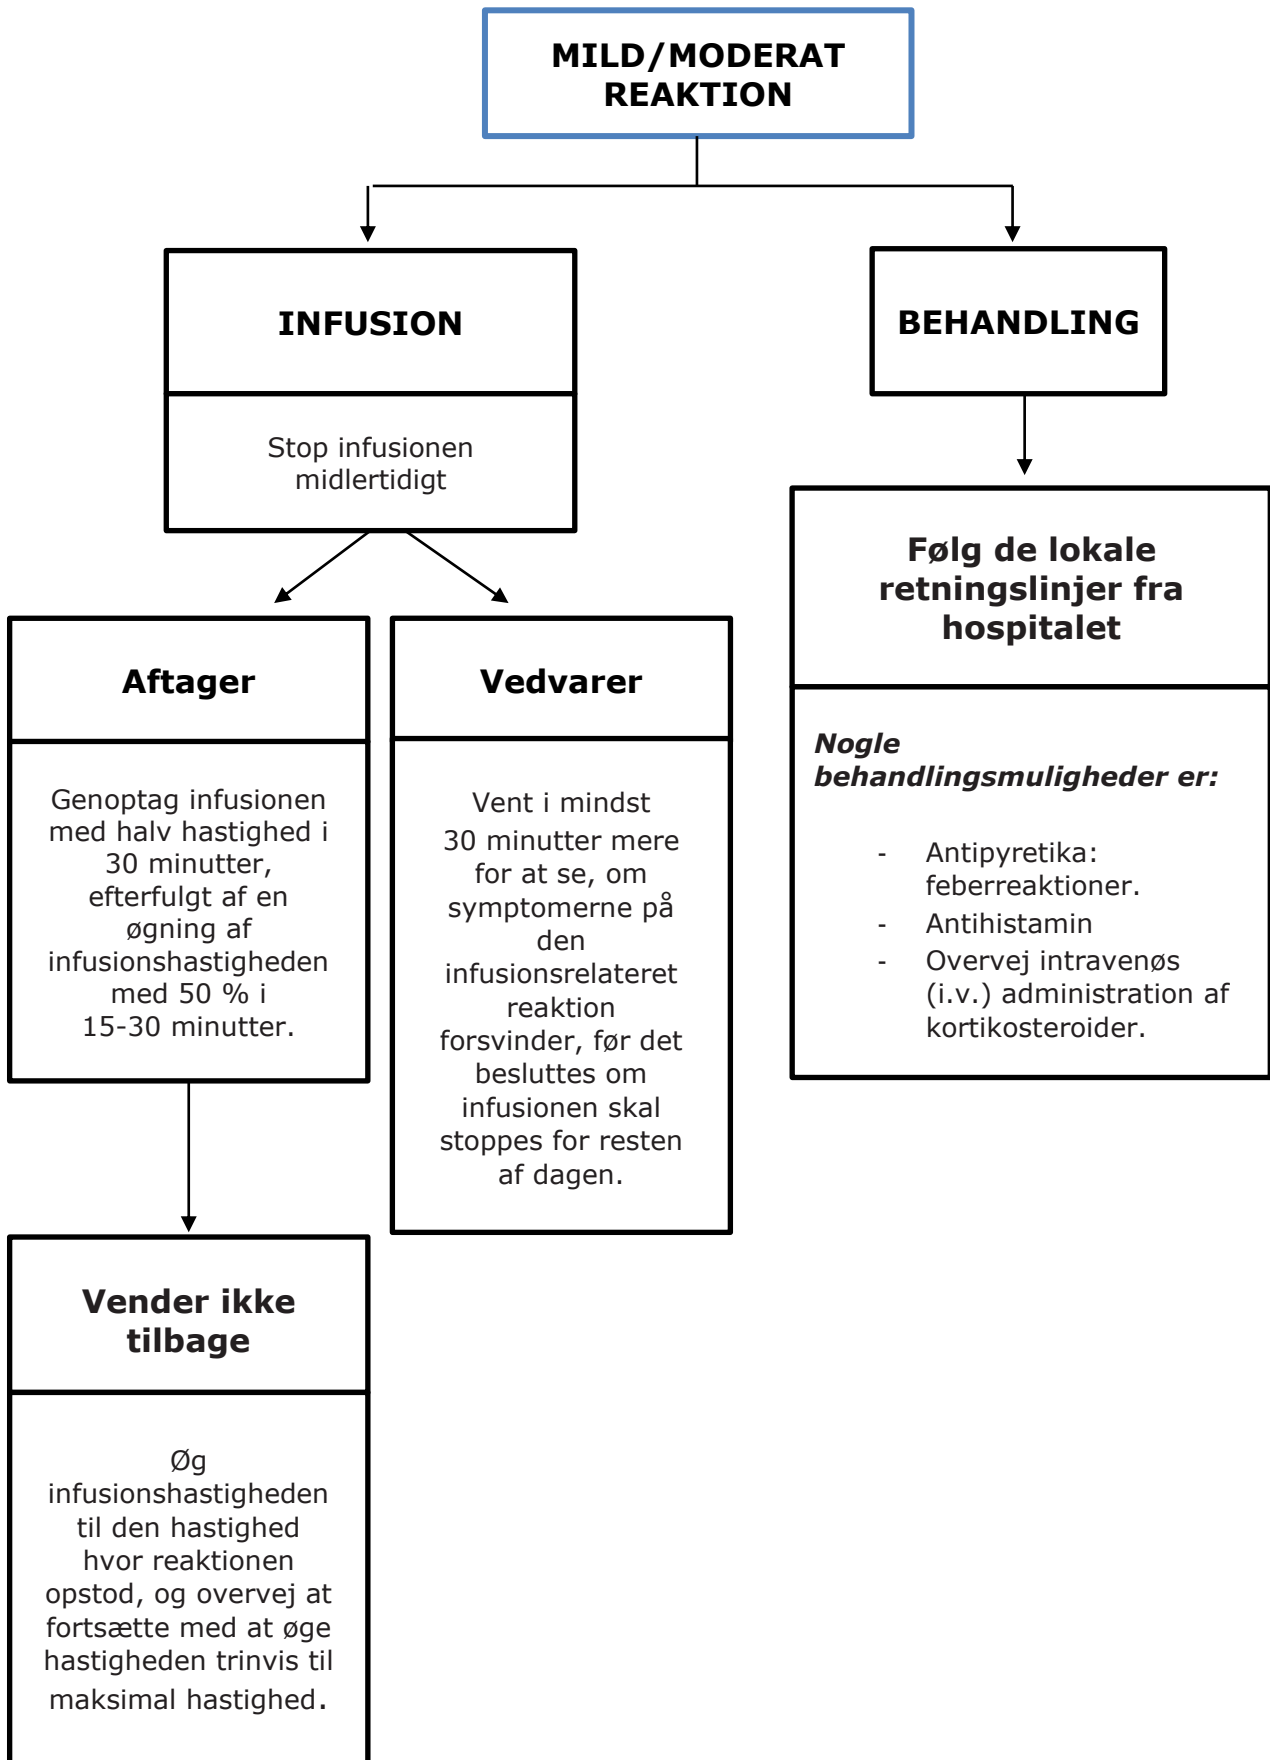 MILD/MODERAT
REAKTION
INFUSION
Stop infusionen
midlertidigt
Aftager
Genoptag infusionen
med halv hastighed i
30 minutter,
efterfulgt af en
øgning af
infusionshastigheden
med 50 % i
15-30 minutter.
Vedvarer
Vent i mindst
30 minutter mere
for at se, om
symptomerne på
den
infusionsrelateret
reaktion
forsvinder, før det
besluttes om
infusionen skal
stoppes for resten
af dagen.
Vender ikke
tilbage
Øg
infusionshastigheden
til den hastighed
hvor reaktionen
opstod, og overvej at
fortsætte med at øge
hastigheden trinvis til
maksimal hastighed.
BEHANDLING
Følg de lokale
retningslinjer fra
hospitalet
Nogle
behandlingsmuligheder er:
- Antipyretika:
feberreaktioner.
- Antihistamin
- Overvej intravenøs
(i.v.) administration af
kortikosteroider.